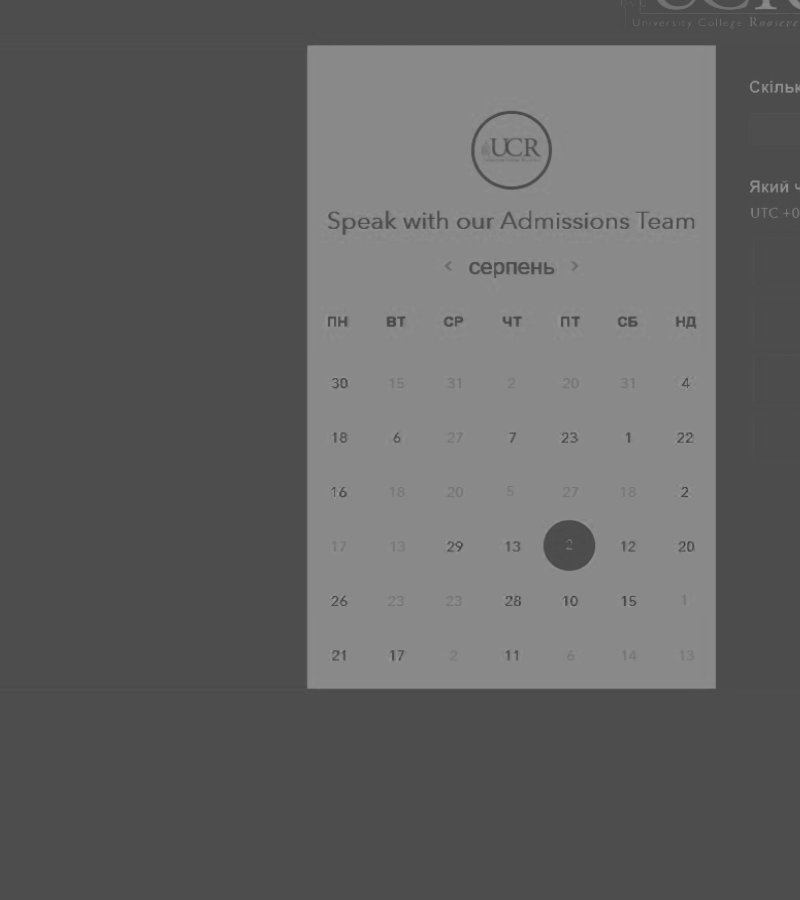 UCR
University College Roosevelt
UCR
Speak with our Admissions Team
< серпень >
ПН ВТ СР ЧТ ПТ СБ НД
30 15 31 2 20 31 4
18 6 27 7 23 1 22
16 18 20 5 27 18 2
17 13 29 13 2 12 20
26 23 23 28 10 15 1
21 17 2 11 6 14 13
Скільк
Який ч
UTC +0